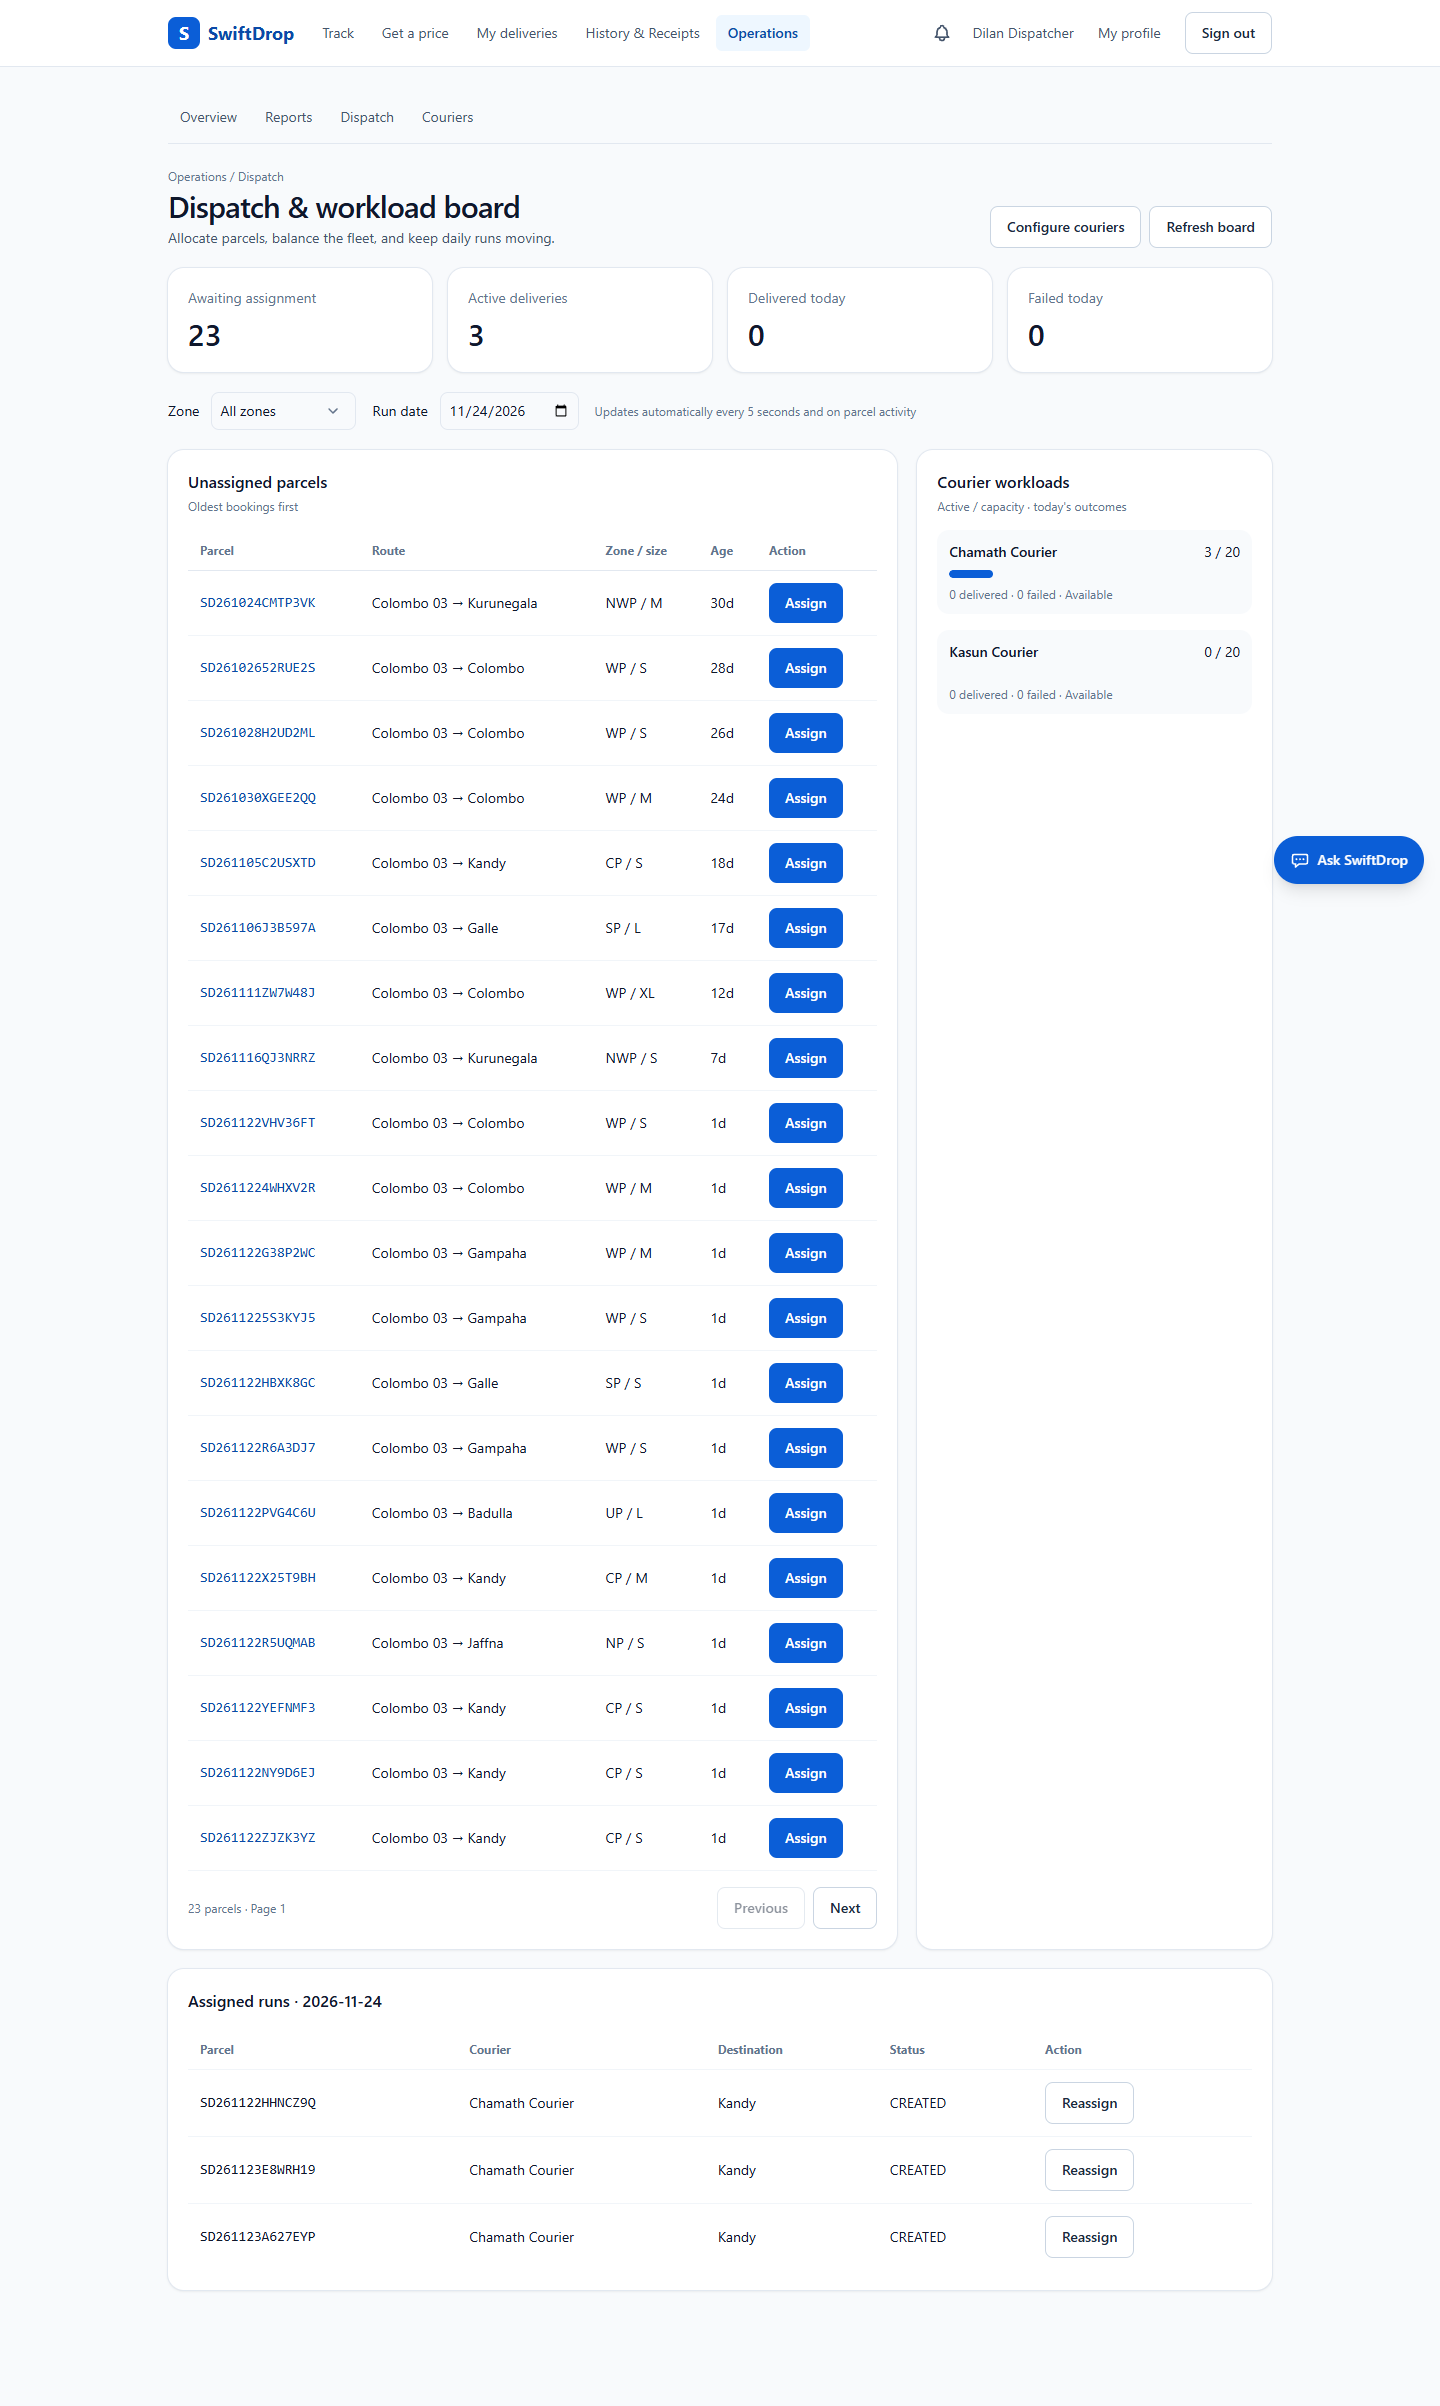 S SwiftDrop Track Get a price My deliveries History & Receipts Operations Dilan Dispatcher My profile Sign out
Overview Reports Dispatch Couriers
Operations / Dispatch
Dispatch & workload board
Allocate parcels, balance the fleet, and keep daily runs moving.
Configure couriers Refresh board
Awaiting assignment
23
Active deliveries
3
Delivered today
0
Failed today
0
Zone All zones Run date 11/24/2026 Updates automatically every 5 seconds and on parcel activity
Unassigned parcels
Oldest bookings first
Parcel Route Zone / size Age Action
SD261024CMTP3VK Colombo 03 → Kurunegala NWP / M 30d Assign
SD26102652RUE2S Colombo 03 → Colombo WP / S 28d Assign
SD261028H2UD2ML Colombo 03 → Colombo WP / S 26d Assign
SD261030XGEE2QQ Colombo 03 → Colombo WP / M 24d Assign
SD261105C2USXTD Colombo 03 → Kandy CP / S 18d Assign
SD261106J3B597A Colombo 03 → Galle SP / L 17d Assign
SD261111ZW7W48J Colombo 03 → Colombo WP / XL 12d Assign
SD261116QJ3NRRZ Colombo 03 → Kurunegala NWP / S 7d Assign
SD261122VHV36FT Colombo 03 → Colombo WP / S 1d Assign
SD2611224WHXV2R Colombo 03 → Colombo WP / M 1d Assign
SD261122G38P2WC Colombo 03 → Gampaha WP / M 1d Assign
SD2611225S3KYJ5 Colombo 03 → Gampaha WP / S 1d Assign
SD261122HBXK8GC Colombo 03 → Galle SP / S 1d Assign
SD261122R6A3DJ7 Colombo 03 → Gampaha WP / S 1d Assign
SD261122PVG4C6U Colombo 03 → Badulla UP / L 1d Assign
SD261122X25T9BH Colombo 03 → Kandy CP / M 1d Assign
SD261122R5UQMAB Colombo 03 → Jaffna NP / S 1d Assign
SD261122YEFNMF3 Colombo 03 → Kandy CP / S 1d Assign
SD261122NY9D6EJ Colombo 03 → Kandy CP / S 1d Assign
SD261122ZJZK3YZ Colombo 03 → Kandy CP / S 1d Assign
23 parcels · Page 1 Previous Next
Courier workloads
Active / capacity · today's outcomes
Chamath Courier 3 / 20
0 delivered · 0 failed · Available
Kasun Courier 0 / 20
0 delivered · 0 failed · Available
Ask SwiftDrop
Assigned runs · 2026-11-24
Parcel Courier Destination Status Action
SD261122HHNCZ9Q Chamath Courier Kandy CREATED Reassign
SD261123E8WRH19 Chamath Courier Kandy CREATED Reassign
SD261123A627EYP Chamath Courier Kandy CREATED Reassign